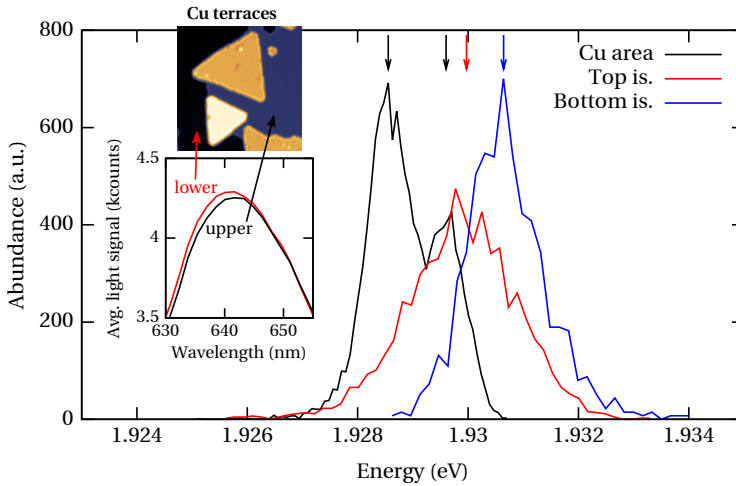 Cu terraces
800
600
400
200
0
Abundance (a.u.)
1.924
1.926
1.928
1.93
1.932
1.934
Energy (eV)
Cu area
Top is.
Bottom is.
4.5
4
3.5
Avg. light signal (kcounts)
lower
upper
630
640
650
Wavelength (nm)